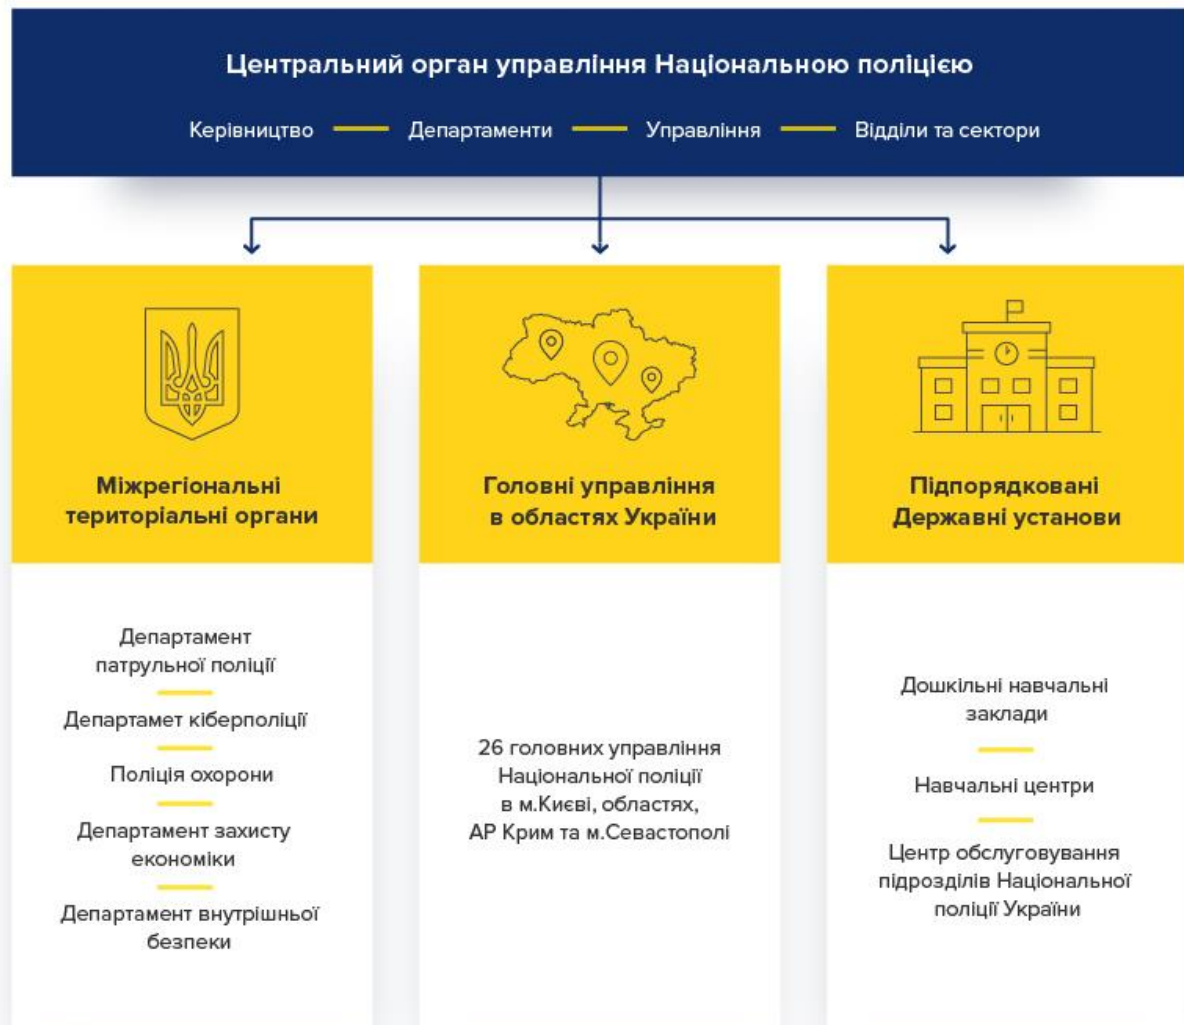 Центральний орган управління Національною поліцією
Керівництво Департаменти Управління Відділи та сектори
Міжрегіональні
територіальні органи
Департамент
патрульної поліції
Департамет кіберполіції
Поліція охорони
Департамент захисту
економіки
Департамент внутрішньої
безпеки
Головні управління
в областях України
26 головних управління
Національної поліції
в м.Києві, областях,
АР Крим та м.Севастополі
Підпорядковані
Державні установи
Дошкільні навчальні
заклади
Навчальні центри
Центр обслуговування
підрозділів Національної
поліції України